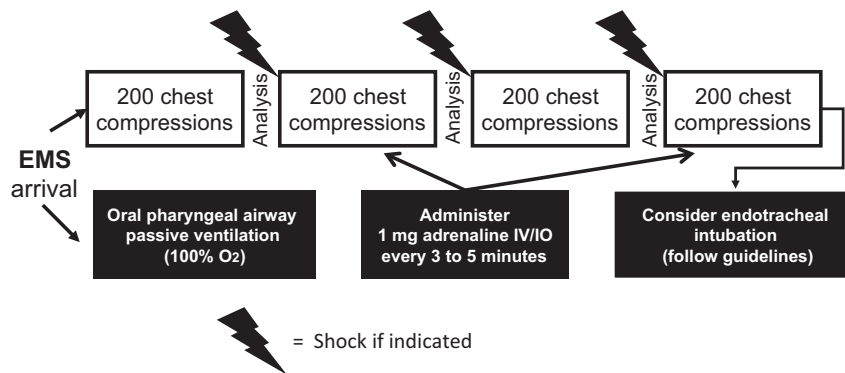 200 chest
compressions
Analysis
200 chest
compressions
Analysis
200 chest
compressions
Analysis
200 chest
compressions
EMS
arrival
Oral pharyngeal airway
passive ventilation
(100% O2)
Administer
1 mg adrenaline IV/IO
every 3 to 5 minutes
Consider endotracheal
intubation
(follow guidelines)
= Shock if indicated